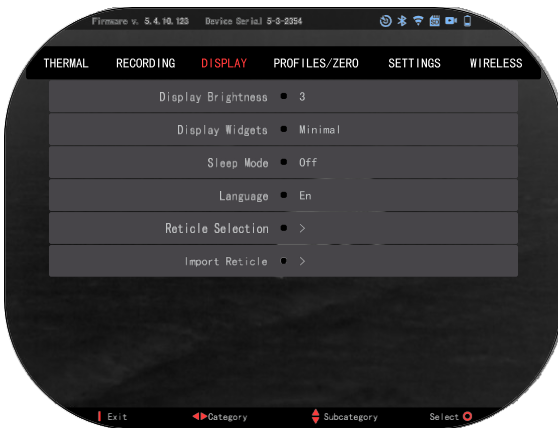 Firmware v. 5.4.10.123 Device Serial 5-3-2354
THERMAL RECORDING DISPLAY PROFILES/ZERO SETTINGS WIRELESS
Display Brightness 3
Display Widgets Minimal
Sleep Mode Off
Language En
Reticle Selection >
Import Reticle >
Exit Category Subcategory Select